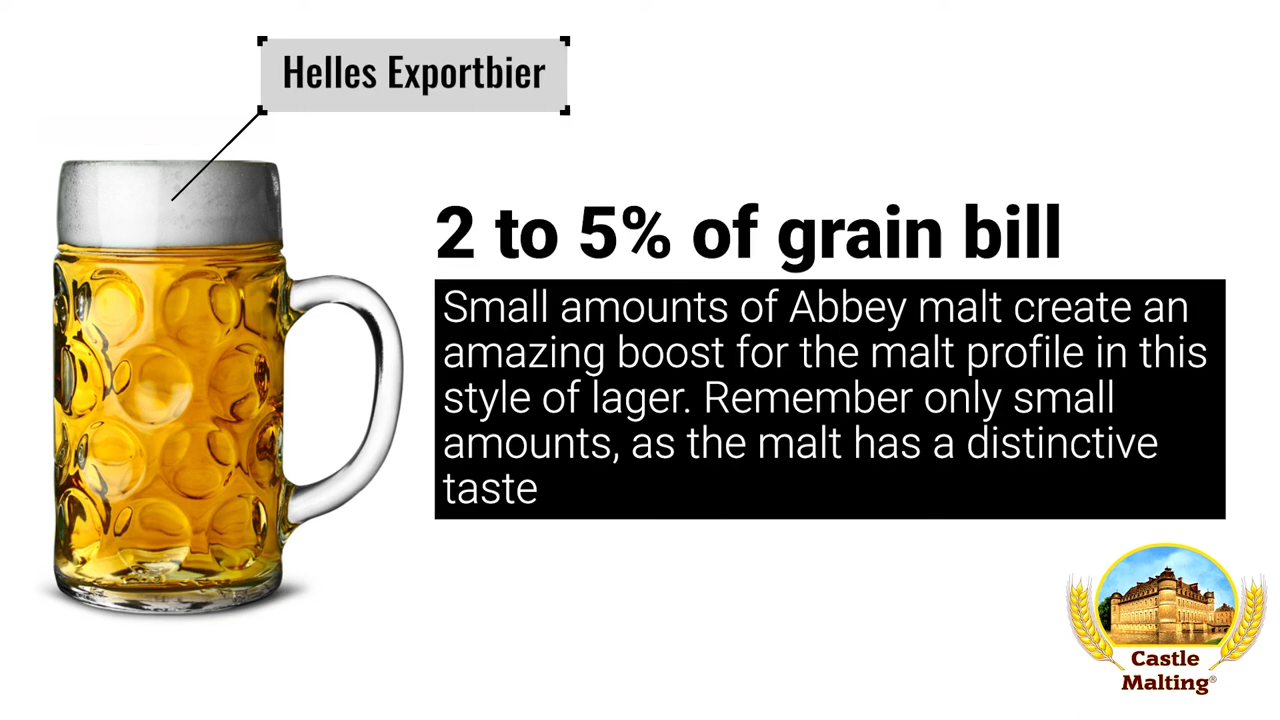 Helles Exportbier
2 to 5% of grain bill
Small amounts of Abbey malt create an
amazing boost for the malt profile in this
style of lager. Remember only small
amounts, as the malt has a distinctive
taste
Castle
Malting®